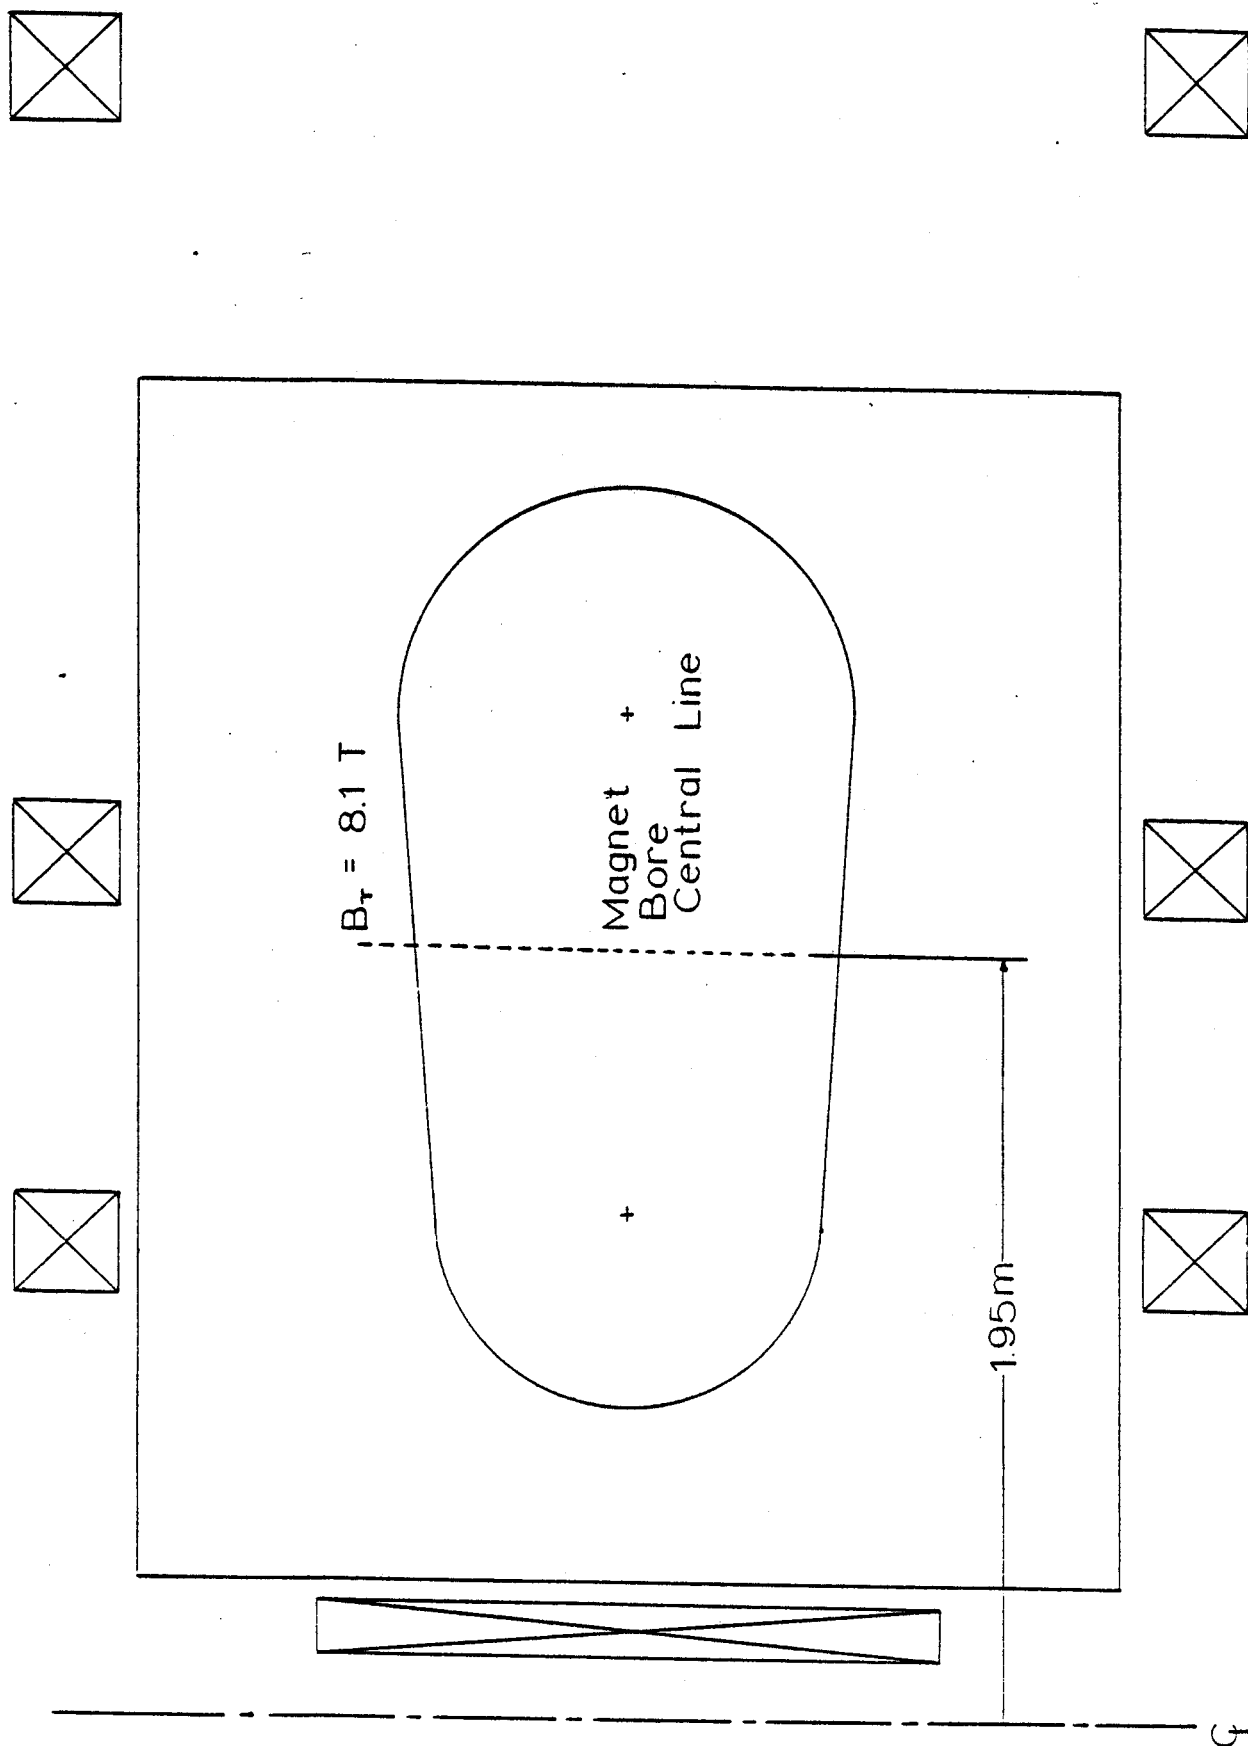 B_T = 8.1 T
Magnet
Bore
Central Line
1.95m
℄